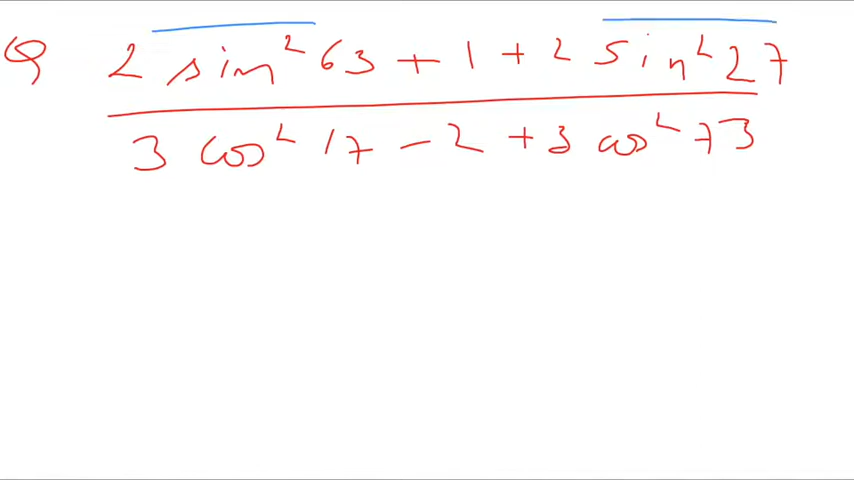 Q 2 sin² 63 + 1 + 2 sin² 27
3 cos² 17 - 2 + 3 cos² 73